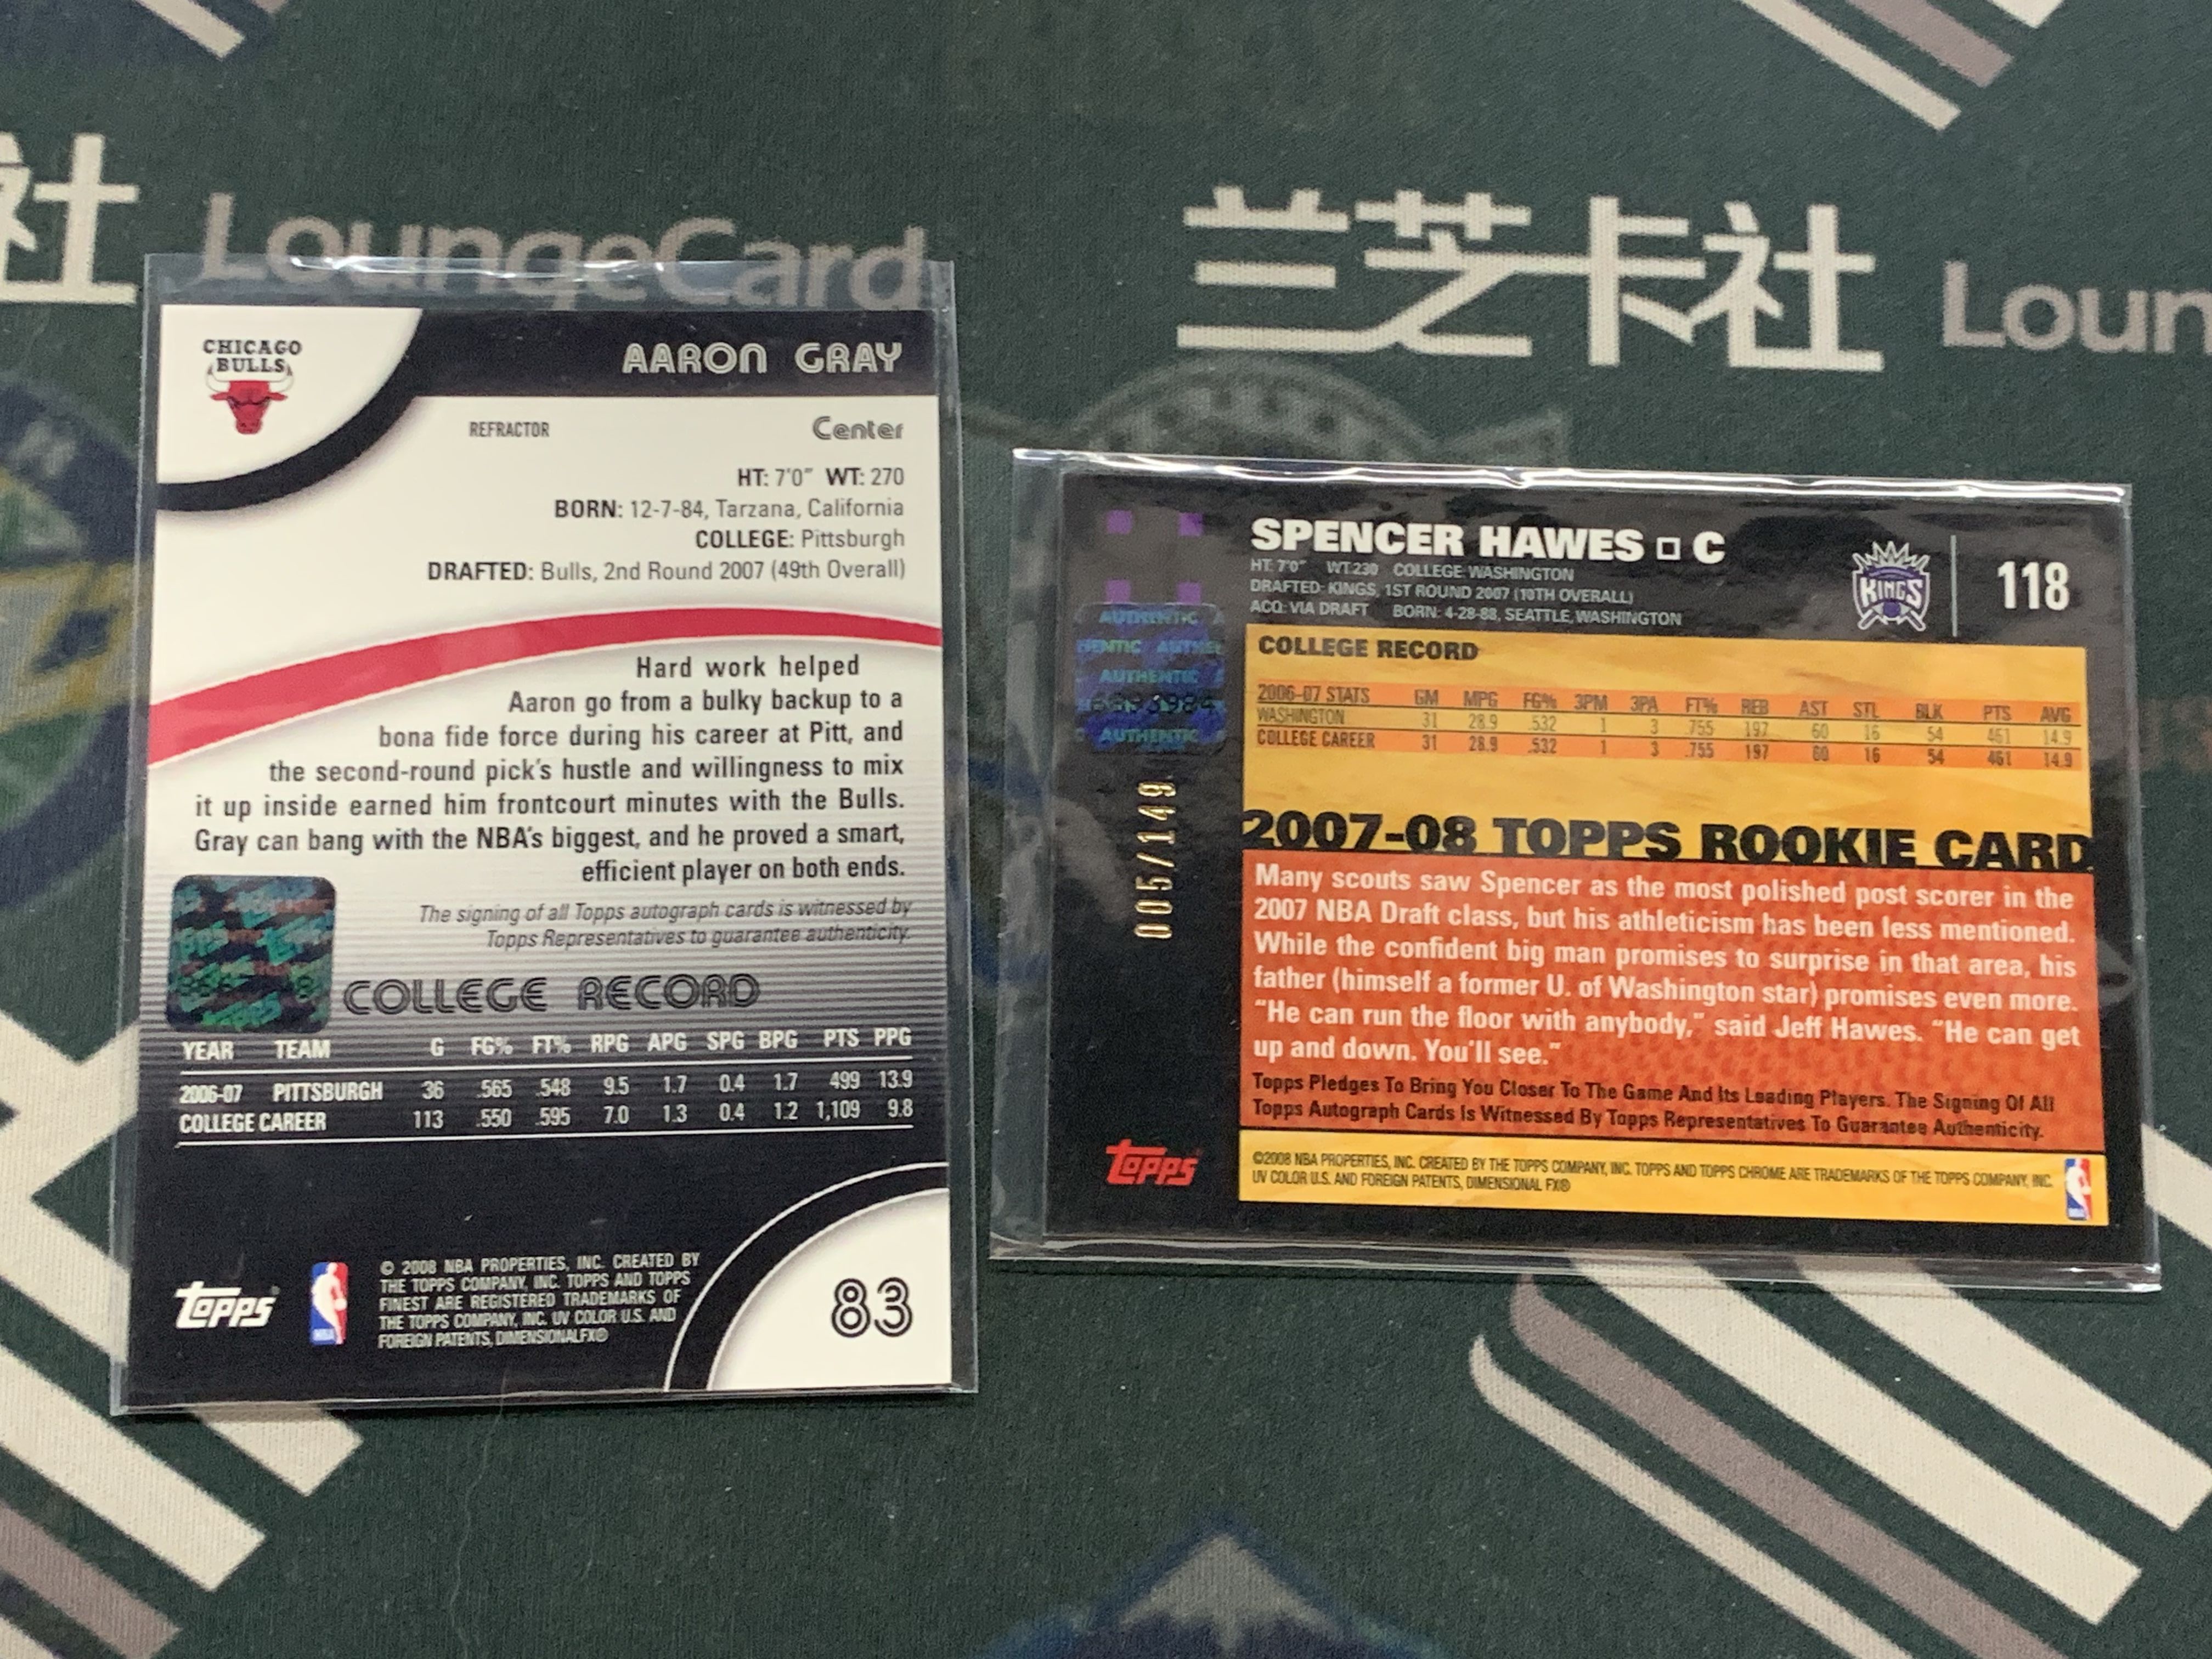 社 LoungeCard
兰芝卡社 Loun
CHICAGO
BULLS
AARON GRAY
REFRACTOR
Center
HT: 7'0" WT: 270
BORN: 12-7-84, Tarzana, California
COLLEGE: Pittsburgh
DRAFTED: Bulls, 2nd Round 2007 (49th Overall)
Hard work helped
Aaron go from a bulky backup to a
bona fide force during his career at Pitt, and
the second-round pick's hustle and willingness to mix
it up inside earned him frontcourt minutes with the Bulls.
Gray can bang with the NBA's biggest, and he proved a smart,
efficient player on both ends.
The signing of all Topps autograph cards is witnessed by
Topps Representatives to guarantee authenticity.
topps
topps
COLLEGE RECORD
YEAR TEAM G FG% FT% RPG APG SPG BPG PTS PPG
2006-07 PITTSBURGH 36 .565 .548 9.5 1.7 0.4 1.7 499 13.9
COLLEGE CAREER 113 .550 .595 7.0 1.3 0.4 1.2 1,109 9.8
topps
NBA
© 2008 NBA PROPERTIES, INC. CREATED BY
THE TOPPS COMPANY, INC. TOPPS AND TOPPS
FINEST ARE REGISTERED TRADEMARKS OF
THE TOPPS COMPANY, INC. UV COLOR U.S. AND
FOREIGN PATENTS, DIMENSIONALFX®
83
SPENCER HAWES □ C
HT: 7'0" WT:230 COLLEGE: WASHINGTON
DRAFTED: KINGS, 1ST ROUND 2007 (10TH OVERALL)
ACQ: VIA DRAFT BORN: 4-28-88, SEATTLE, WASHINGTON
KINGS
118
AUTHENTIC A
HENTIC AUTHE
AUTHENTIC
AUTHENTIC
005/149
COLLEGE RECORD
2006-07 STATS GM MPG FG% 3PM 3PA FT% REB AST STL BLK PTS AVG
WASHINGTON 31 28.9 .532 1 3 .755 197 60 16 54 461 14.9
COLLEGE CAREER 31 28.9 .532 1 3 .755 197 60 16 54 461 14.9
2007-08 TOPPS ROOKIE CARD
Many scouts saw Spencer as the most polished post scorer in the
2007 NBA Draft class, but his athleticism has been less mentioned.
While the confident big man promises to surprise in that area, his
father (himself a former U. of Washington star) promises even more.
“He can run the floor with anybody,” said Jeff Hawes. “He can get
up and down. You'll see.”
Topps Pledges To Bring You Closer To The Game And Its Leading Players. The Signing Of All
Topps Autograph Cards Is Witnessed By Topps Representatives To Guarantee Authenticity.
topps
©2008 NBA PROPERTIES, INC. CREATED BY THE TOPPS COMPANY, INC. TOPPS AND TOPPS CHROME ARE TRADEMARKS OF THE TOPPS COMPANY, INC.
UV COLOR U.S. AND FOREIGN PATENTS, DIMENSIONAL FX®
NBA